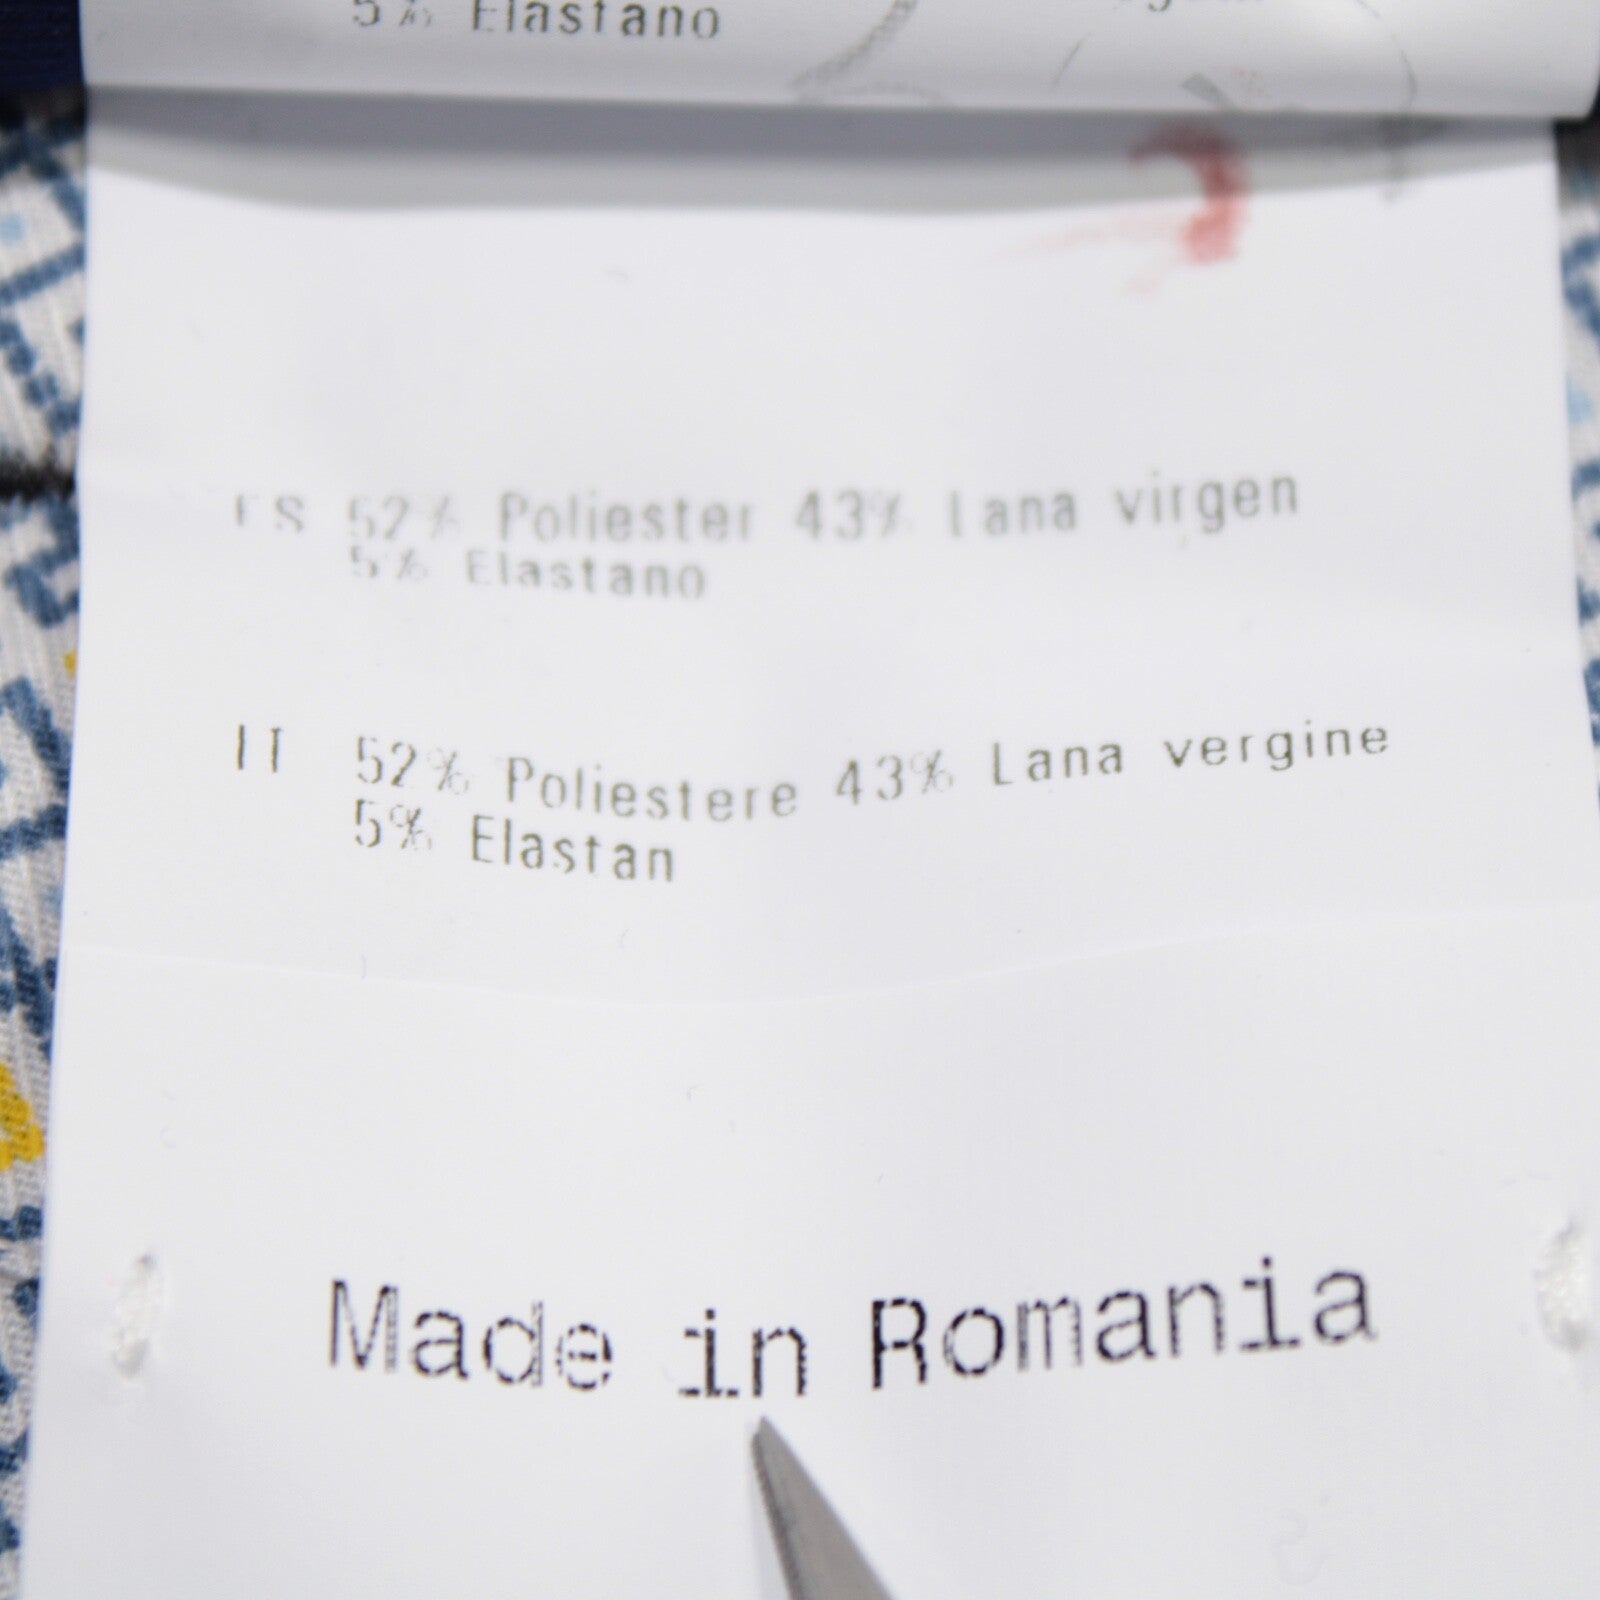 5% Elastano
ES 52% Poliester 43% Lana virgen
5% Elastano
IT 52% Poliestere 43% Lana vergine
5% Elastan
Made in Romania